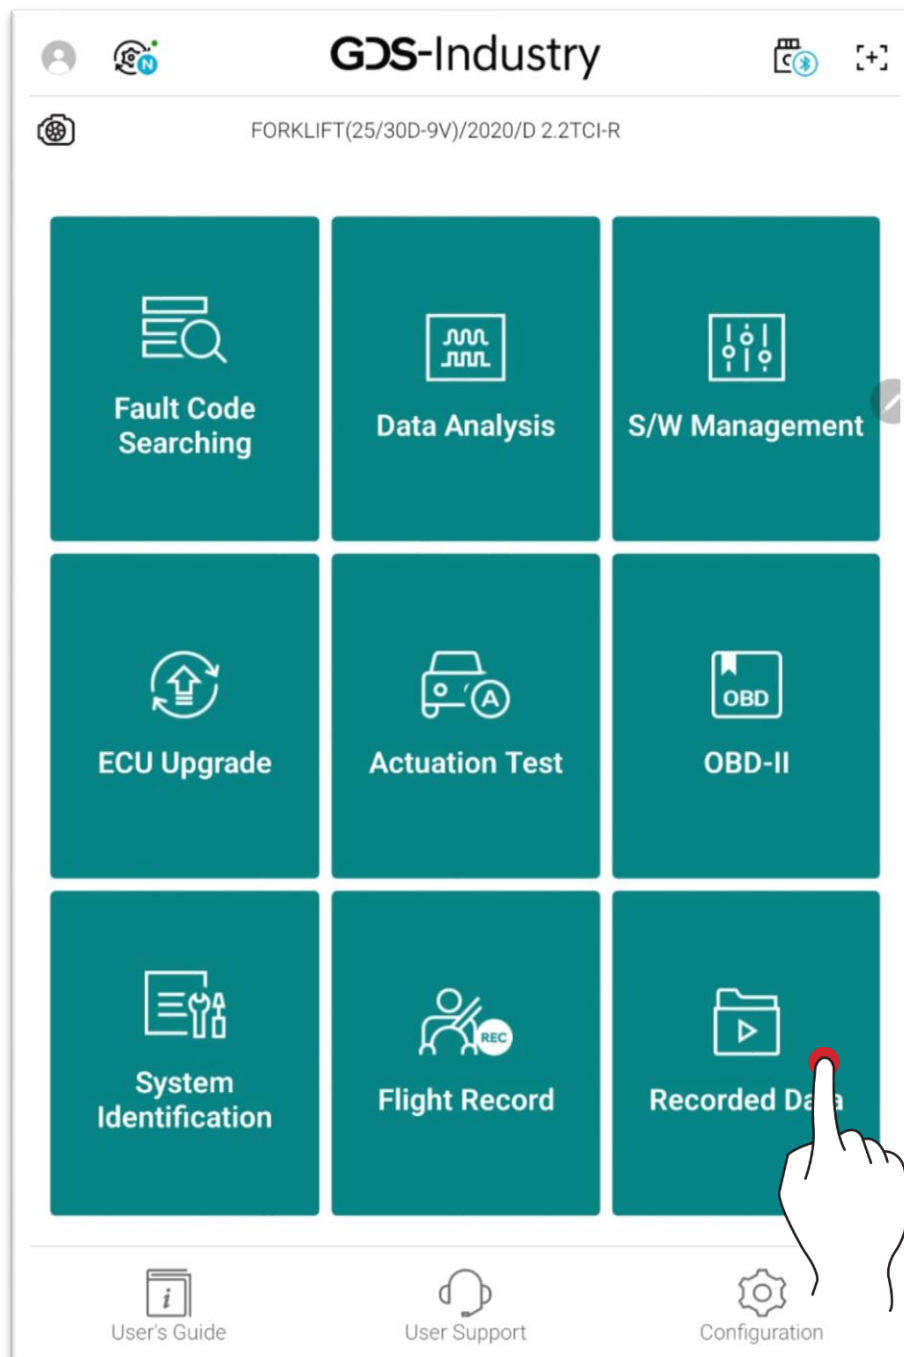 N
GDS-Industry
FORKLIFT(25/30D-9V)/2020/D 2.2TCI-R
Fault Code
Searching
Data Analysis
S/W Management
ECU Upgrade
A
Actuation Test
OBD
OBD-II
System
Identification
REC
Flight Record
Recorded Da a
i
User's Guide
User Support
Configuration